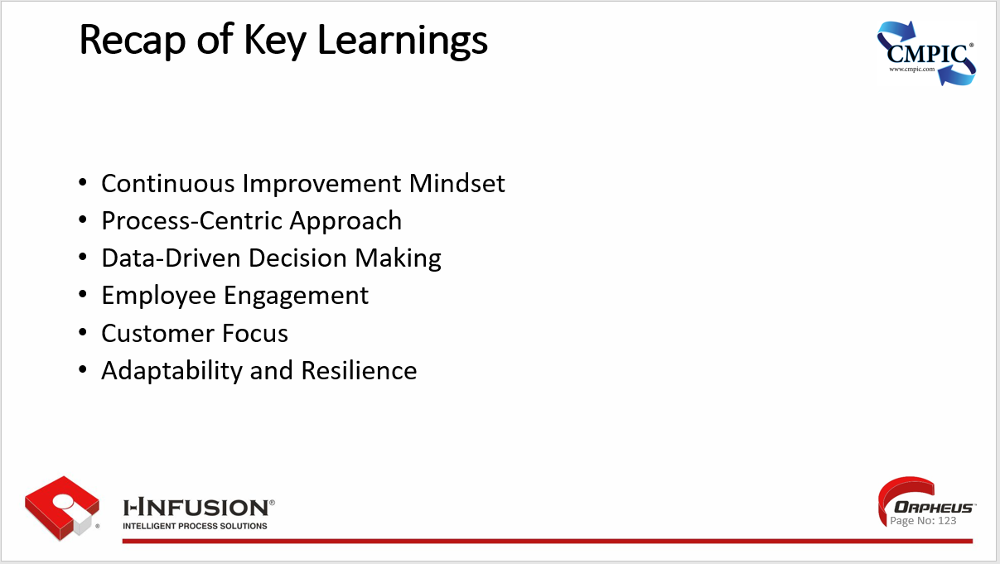 Recap of Key Learnings
CMPIC®
www.cmpic.com
• Continuous Improvement Mindset
• Process-Centric Approach
• Data-Driven Decision Making
• Employee Engagement
• Customer Focus
• Adaptability and Resilience
®
I-INFUSION®
INTELLIGENT PROCESS SOLUTIONS
ORPHEUS™
Page No: 123